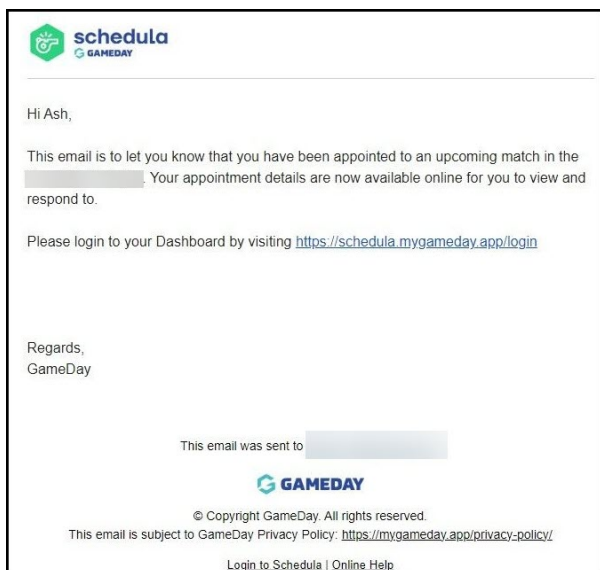 schedula
GAMEDAY
Hi Ash,
This email is to let you know that you have been appointed to an upcoming match in the
. Your appointment details are now available online for you to view and
respond to.
Please login to your Dashboard by visiting https://schedula.mygameday.app/login
Regards,
GameDay
This email was sent to
GAMEDAY
© Copyright GameDay. All rights reserved.
This email is subject to GameDay Privacy Policy: https://mygameday.app/privacy-policy/
Login to Schedula | Online Help